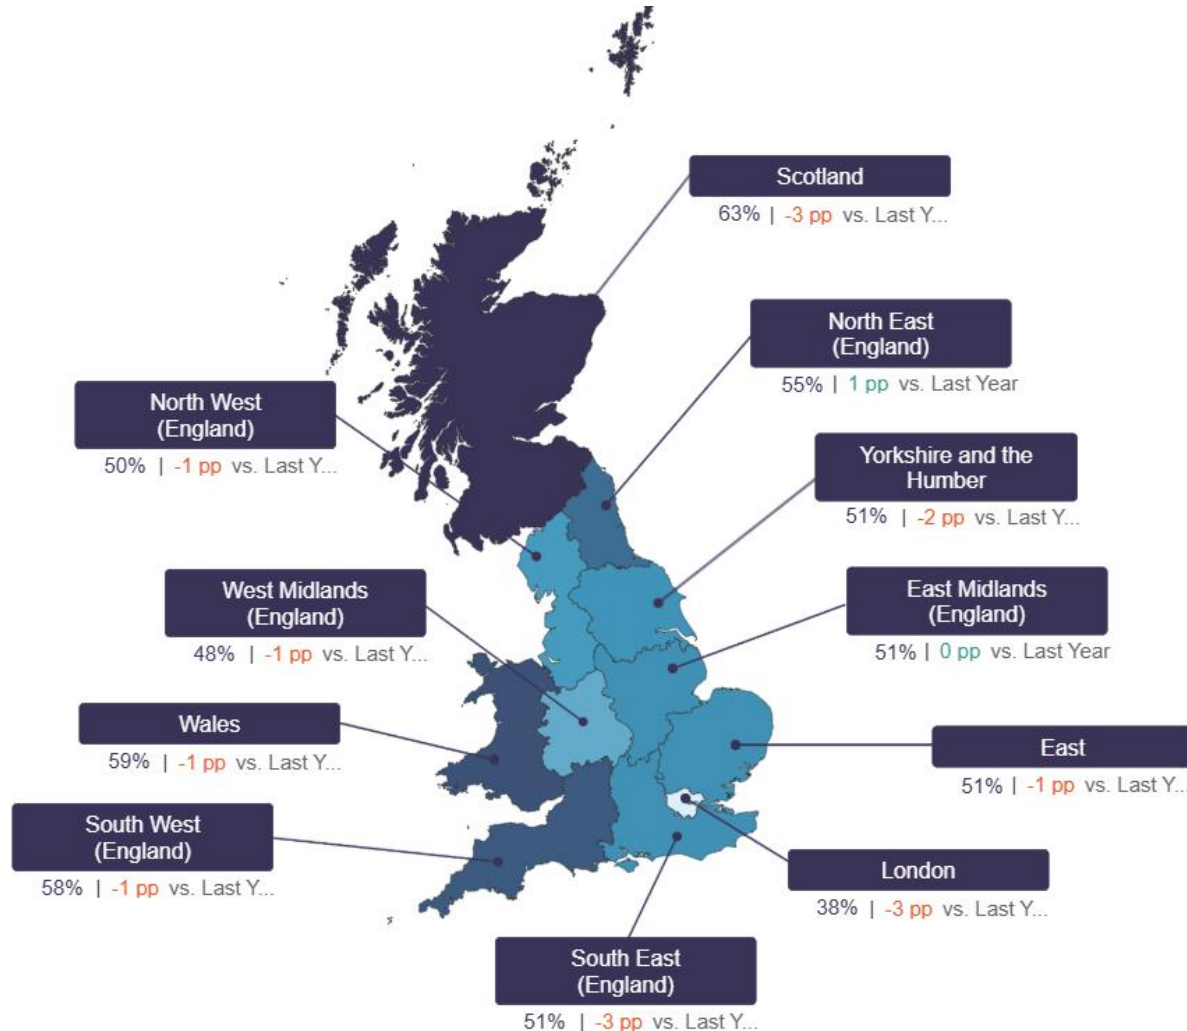 Scotland
63% | -3 pp vs. Last Y...
North East
(England)
55% | 1 pp vs. Last Year
North West
(England)
50% | -1 pp vs. Last Y...
Yorkshire and the
Humber
51% | -2 pp vs. Last Y...
West Midlands
(England)
48% | -1 pp vs. Last Y...
East Midlands
(England)
51% | 0 pp vs. Last Year
Wales
59% | -1 pp vs. Last Y...
East
51% | -1 pp vs. Last Y...
South West
(England)
58% | -1 pp vs. Last Y...
London
38% | -3 pp vs. Last Y...
South East
(England)
51% | -3 pp vs. Last Y...